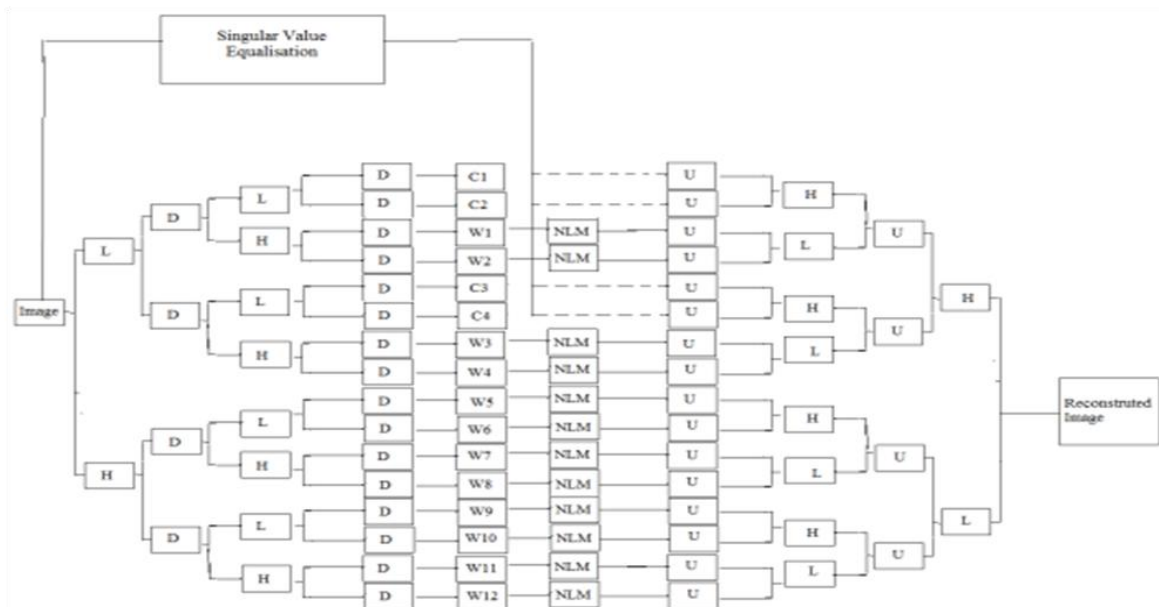 Singular Value
Equalisation
D C1 U
L H
D C2 U
D
D W1 NLM U U
L H L
D W2 NLM U
D C3 U
L H H
Image D D C4 U
U
D W3 NLM U
H L
D W4 NLM U
D W5 NLM U
Reconstruted
Image
L H
D W6 NLM U
D
D W7 NLM U U
H H L
D W8 NLM U
D W9 NLM U
L H L
D D W10 NLM U
U
D W11 NLM U
H L
D W12 NLM U